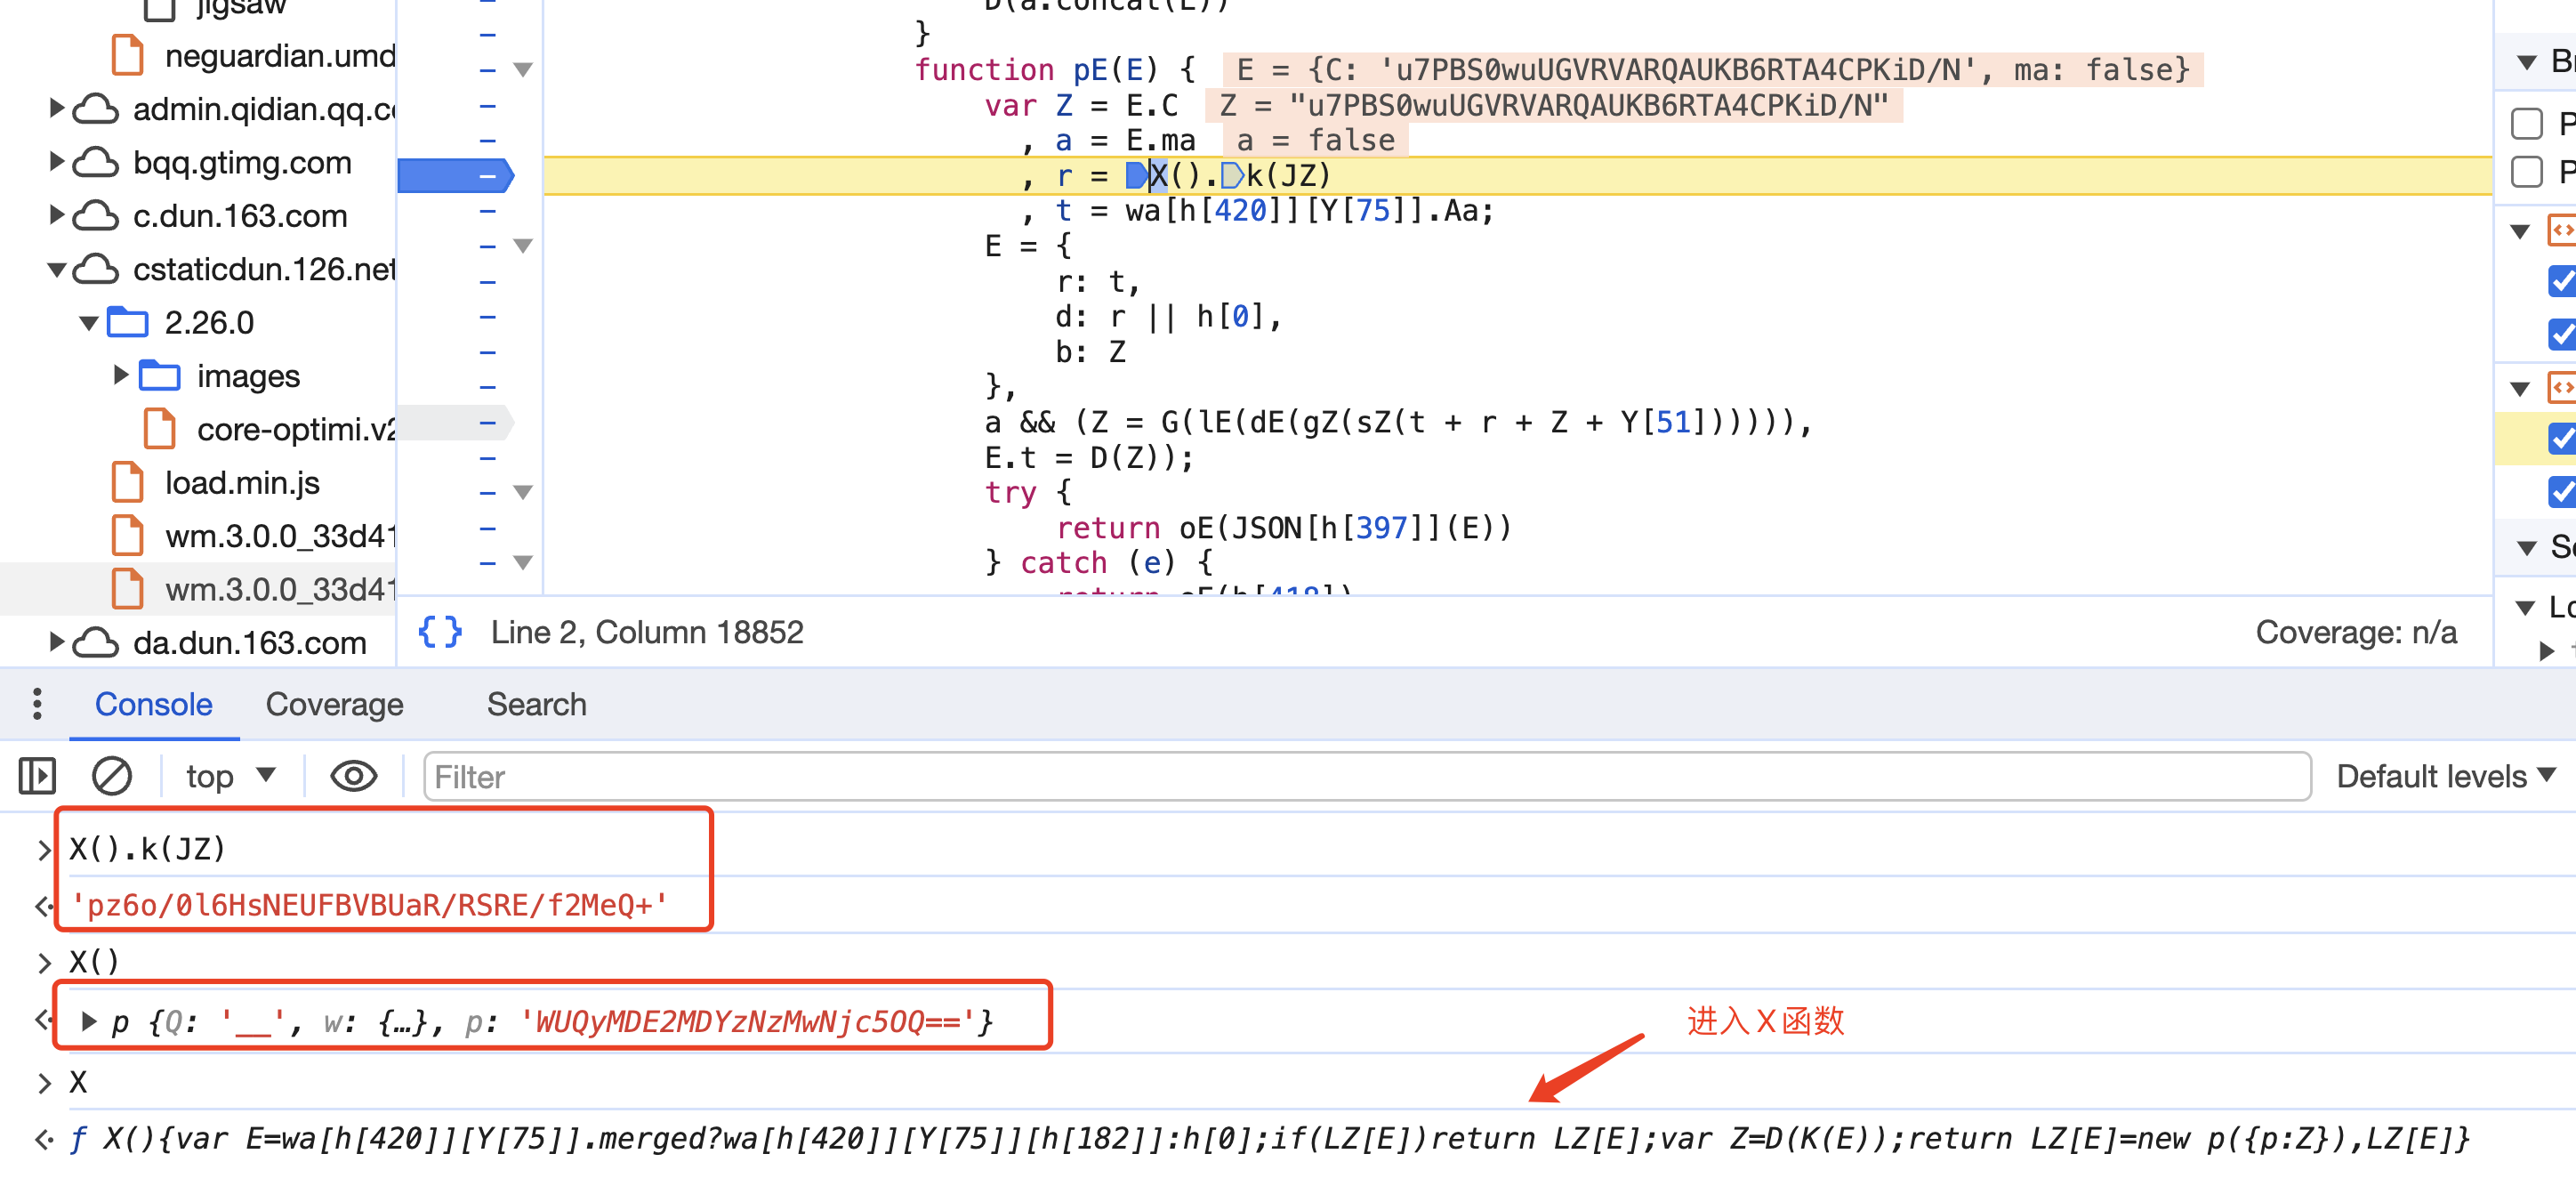 jigsaw
neguardian.umd
admin.qidian.qq.c
bqq.gtimg.com
c.dun.163.com
cstaticdun.126.net
2.26.0
images
core-optimi.v2
load.min.js
wm.3.0.0_33d41
wm.3.0.0_33d41
da.dun.163.com
D(a.concat(E))
}
function pE(E) { E = {C: 'u7PBS0wuUGVRVARQAUKB6RTA4CPKiD/N', ma: false}
var Z = E.C Z = "u7PBS0wuUGVRVARQAUKB6RTA4CPKiD/N"
, a = E.ma a = false
, r = X().k(JZ)
, t = wa[h[420]][Y[75]].Aa;
E = {
r: t,
d: r || h[0],
b: Z
},
a && (Z = G(lE(dE(gZ(sZ(t + r + Z + Y[51]))))),
E.t = D(Z));
try {
return oE(JSON[h[397]](E))
} catch (e) {
return oE(h[418])
{ } Line 2, Column 18852
Coverage: n/a
Console Coverage Search
top Filter Default levels
X().k(JZ)
'pz6o/0l6HsNEUFBVBUaR/RSRE/f2MeQ+'
X()
p {Q: '__', w: {…}, p: 'WUQyMDE2MDYzNzMwNjc5OQ=='}
进入 X 函数
X
ƒ X(){var E=wa[h[420]][Y[75]].merged?wa[h[420]][Y[75]][h[182]]:h[0];if(LZ[E])return LZ[E];var Z=D(K(E));return LZ[E]=new p({p:Z}),LZ[E]}